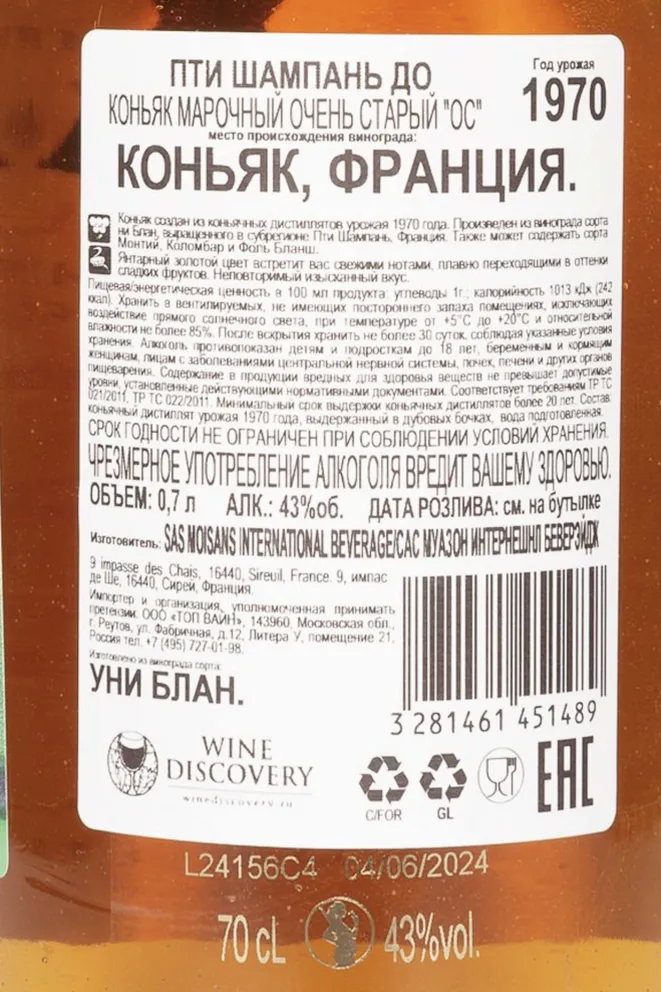 ПТИ ШАМПАНЬ ДО
КОНЬЯК МАРОЧНЫЙ ОЧЕНЬ СТАРЫЙ "ОС"
Год урожая
1970
место происхождения винограда:
КОНЬЯК, ФРАНЦИЯ.
Коньяк создан из коньячных дистиллятов урожая 1970 года. Произведен из винограда сорта
ни Блан, выращенного в субрегионе Пти Шампань, Франция. Также может содержать сорта
Монтий, Коломбар и Фоль Бланш.
Янтарный золотой цвет встретит вас свежими нотами, плавно переходящими в оттенки
сладких фруктов. Неповторимый изысканный вкус.
Пищевая/энергетическая ценность в 100 мл продукта: углеводы 1г.; калорийность 1013 кДж (242
ккал). Хранить в вентилируемых, не имеющих постороннего запаха помещениях, исключающих
воздействие прямого солнечного света, при температуре от +5°С до +20°С и относительной
влажности не более 85%. После вскрытия хранить не более 30 суток, соблюдая указанные условия
хранения. Алкоголь противопоказан детям и подросткам до 18 лет, беременным и кормящим
женщинам, лицам с заболеваниями центральной нервной системы, почек, печени и других органов
пищеварения. Содержание в продукции вредных для здоровья веществ не превышает допустимые
уровни, установленные действующими нормативными документами. Соответствует требованиям ТР ТС
021/2011, ТР ТС 022/2011. Минимальный срок выдержки коньячных дистиллятов более 20 лет. Состав:
коньячный дистиллят урожая 1970 года, выдержанный в дубовых бочках, вода подготовленная.
СРОК ГОДНОСТИ НЕ ОГРАНИЧЕН ПРИ СОБЛЮДЕНИИ УСЛОВИЙ ХРАНЕНИЯ.
ЧРЕЗМЕРНОЕ УПОТРЕБЛЕНИЕ АЛКОГОЛЯ ВРЕДИТ ВАШЕМУ ЗДОРОВЬЮ.
ОБЪЕМ: 0,7 л АЛК.: 43%об. ДАТА РОЗЛИВА: см. на бутылке
Изготовитель: SAS MOISANS INTERNATIONAL BEVERAGE/САС МУАЗОН ИНТЕРНЕШНЛ БЕВЕРЭЙДЖ
9 impasse des Chais, 16440, Sireuil, France. 9, импас
де Ше, 16440, Сирей, Франция.
Импортер и организация, уполномоченная принимать
претензии: ООО «ТОП ВАЙН», 143960, Московская обл.,
г. Реутов, ул. Фабричная, д.12, Литера У, помещение 21,
Россия тел. +7 (495) 727-01-98.
Изготовлено из винограда сорта:
УНИ БЛАН.
3 281461 451489
WINE
DISCOVERY
winediscovery.ru
C/FOR
GL
EAC
L24156C4 04/06/2024
70 cL 43%vol.